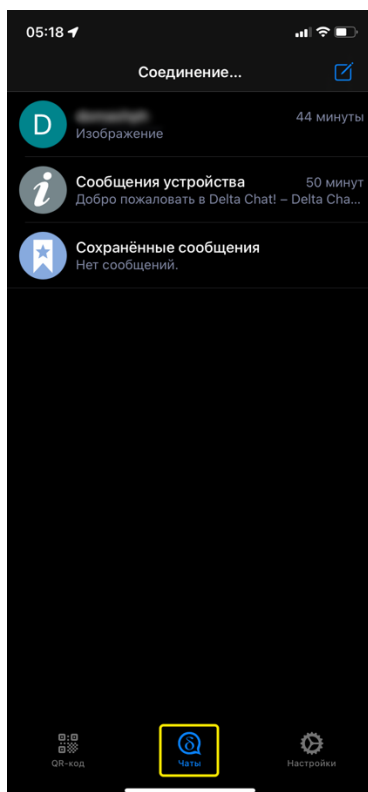 05:18
Соединение...
D
44 минуты
Изображение
i
Сообщения устройства 50 минут
Добро пожаловать в Delta Chat! – Delta Cha...
Сохранённые сообщения
Нет сообщений.
QR-код Чаты Настройки